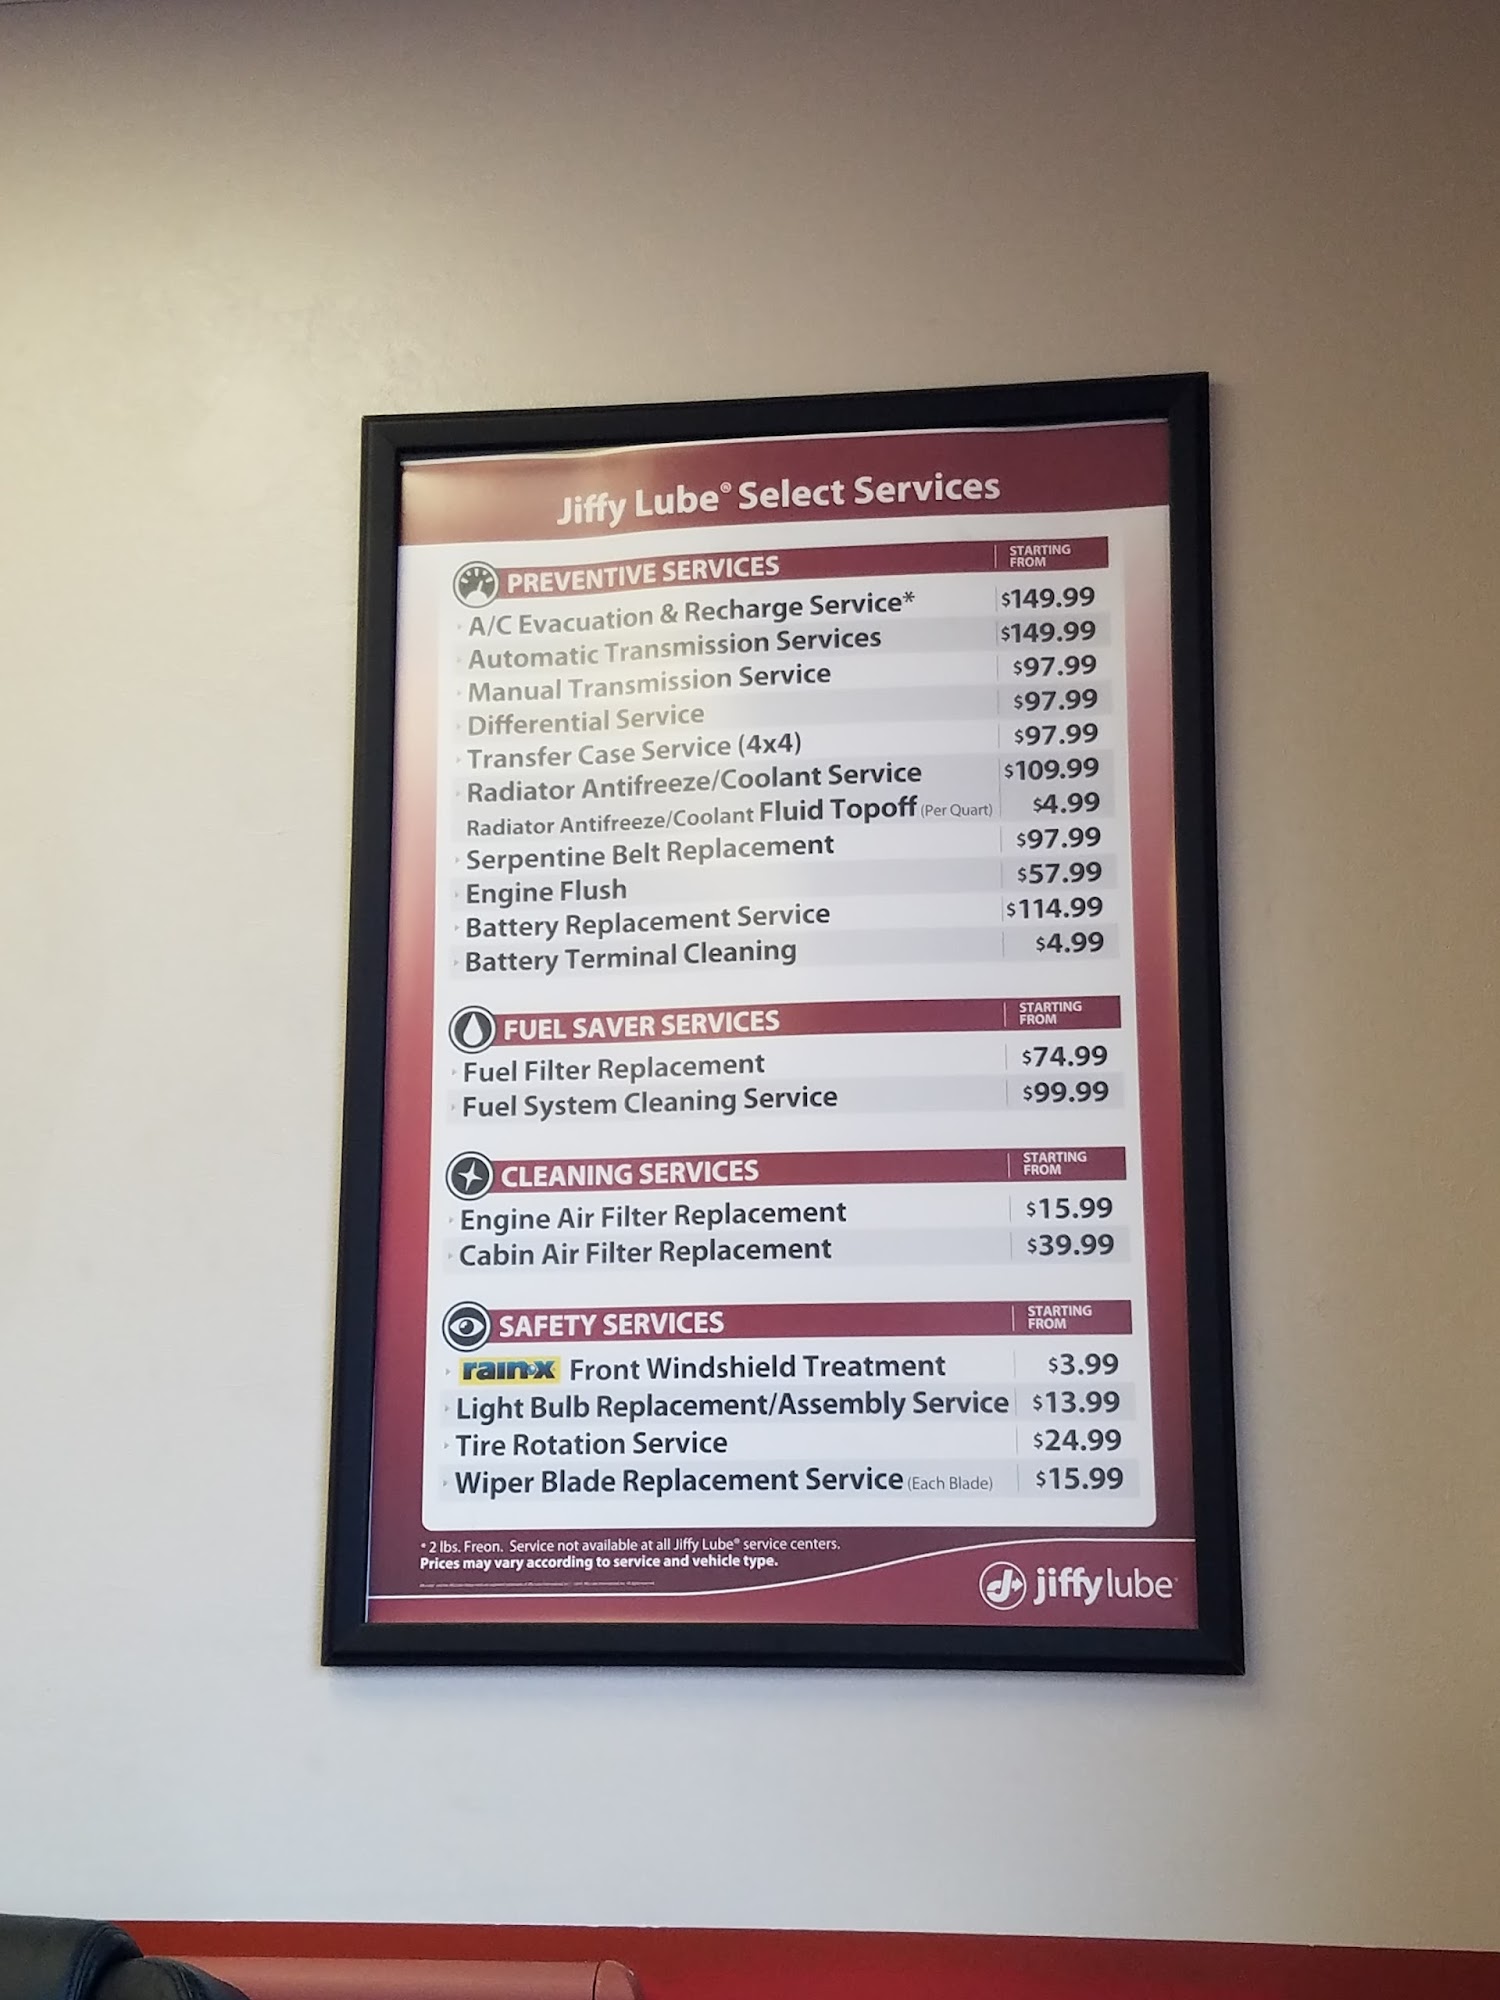 Jiffy Lube® Select Services
PREVENTIVE SERVICES STARTING FROM
A/C Evacuation & Recharge Service* $149.99
Automatic Transmission Services $149.99
Manual Transmission Service $97.99
Differential Service $97.99
Transfer Case Service (4x4) $97.99
Radiator Antifreeze/Coolant Service $109.99
Radiator Antifreeze/Coolant Fluid Topoff (Per Quart) $4.99
Serpentine Belt Replacement $97.99
Engine Flush $57.99
Battery Replacement Service $114.99
Battery Terminal Cleaning $4.99
FUEL SAVER SERVICES STARTING FROM
Fuel Filter Replacement $74.99
Fuel System Cleaning Service $99.99
CLEANING SERVICES STARTING FROM
Engine Air Filter Replacement $15.99
Cabin Air Filter Replacement $39.99
SAFETY SERVICES STARTING FROM
rain-x Front Windshield Treatment $3.99
Light Bulb Replacement/Assembly Service $13.99
Tire Rotation Service $24.99
Wiper Blade Replacement Service (Each Blade) $15.99
* 2 lbs. Freon. Service not available at all Jiffy Lube® service centers.
Prices may vary according to service and vehicle type.
jiffylube